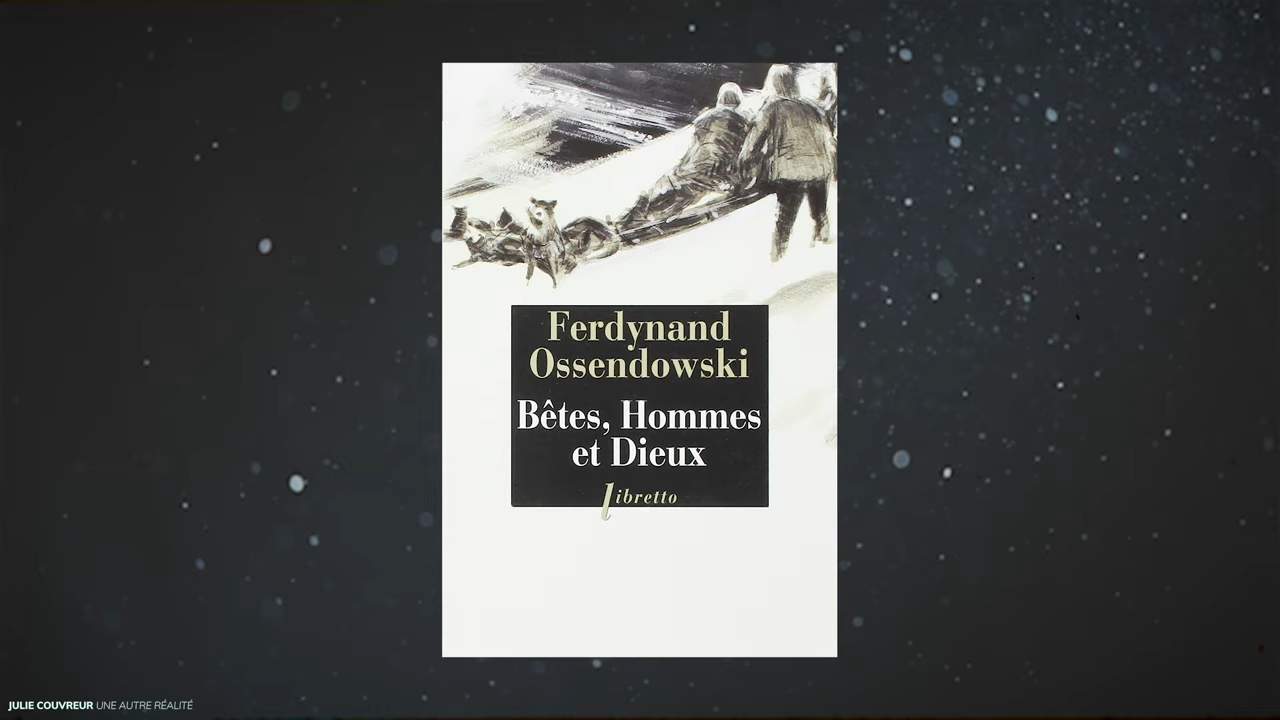 Ferdynand
Ossendowski
Bêtes, Hommes
et Dieux
libretto
JULIE COUVREUR UNE AUTRE RÉALITÉ